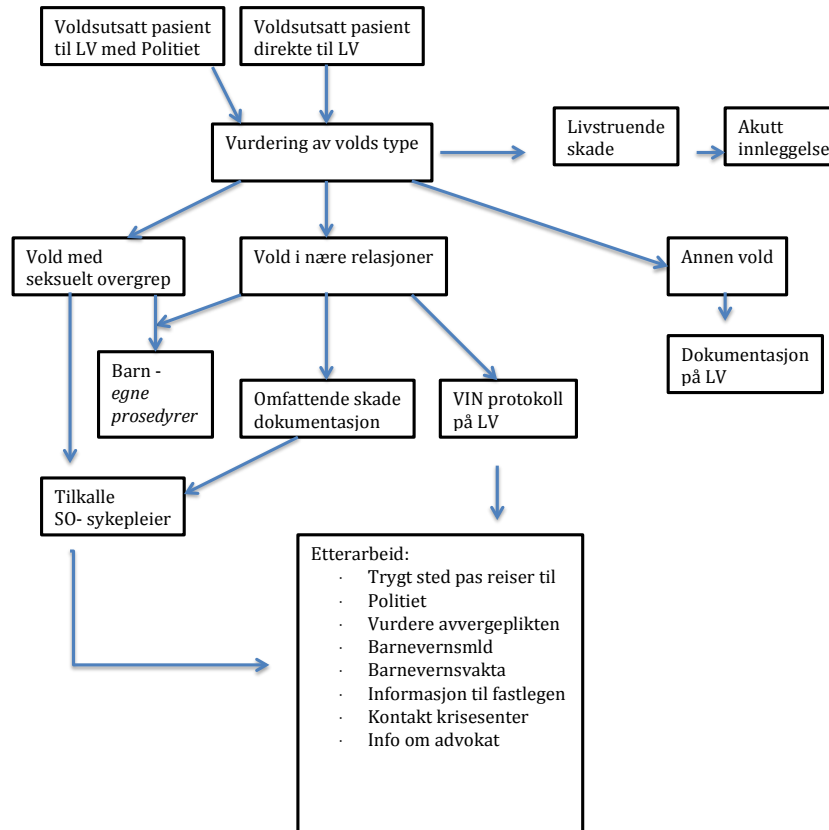 Voldsutsatt pasient
til LV med Politiet
Voldsutsatt pasient
direkte til LV
Vurdering av volds type
Livstruende
skade
Akutt
innleggelse
Vold med
seksuelt overgrep
Vold i nære relasjoner
Annen vold
Barn -
egne
prosedyrer
Omfattende skade
dokumentasjon
VIN protokoll
på LV
Dokumentasjon
på LV
Tilkalle
SO- sykepleier
Etterarbeid:
· Trygt sted pas reiser til
· Politiet
· Vurdere avvergeplikten
· Barnevernsmld
· Barnevernsvakta
· Informasjon til fastlegen
· Kontakt krisesenter
· Info om advokat